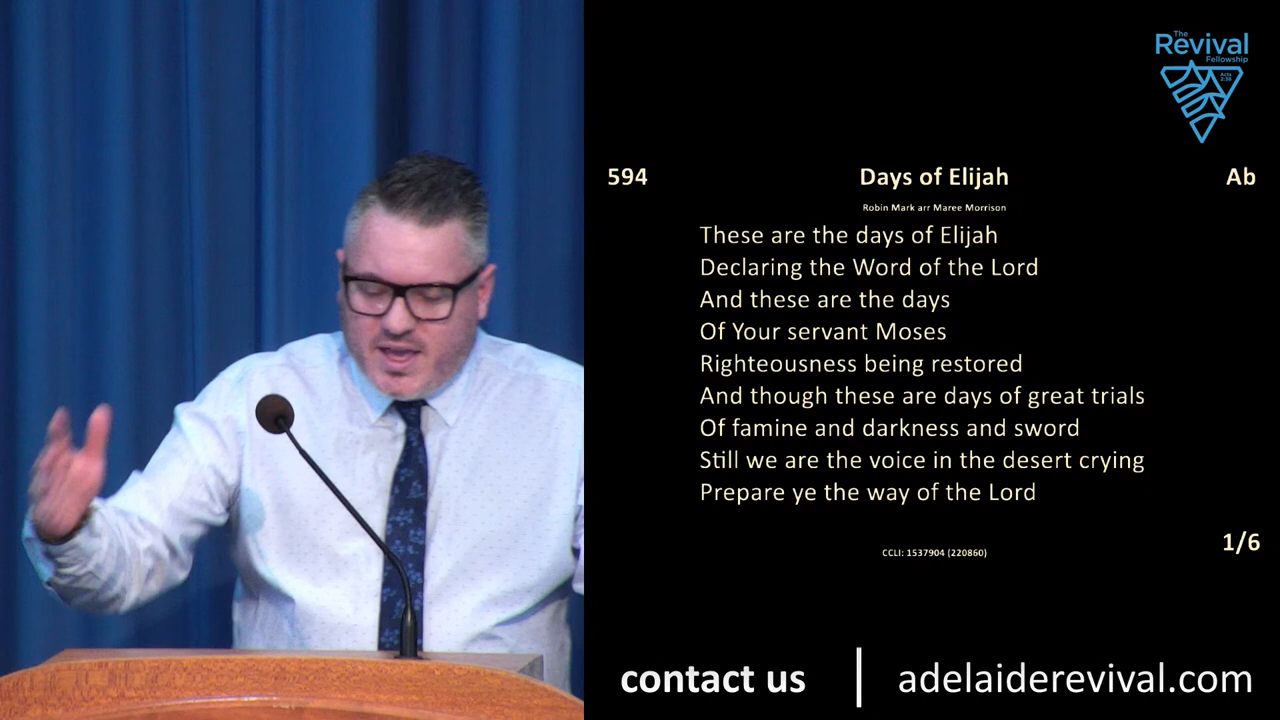 The
Revival
Fellowship
Acts
2:38
594 Days of Elijah Ab
Robin Mark arr Maree Morrison
These are the days of Elijah
Declaring the Word of the Lord
And these are the days
Of Your servant Moses
Righteousness being restored
And though these are days of great trials
Of famine and darkness and sword
Still we are the voice in the desert crying
Prepare ye the way of the Lord
1/6
CCLI: 1537904 (220860)
contact us | adelaiderevival.com